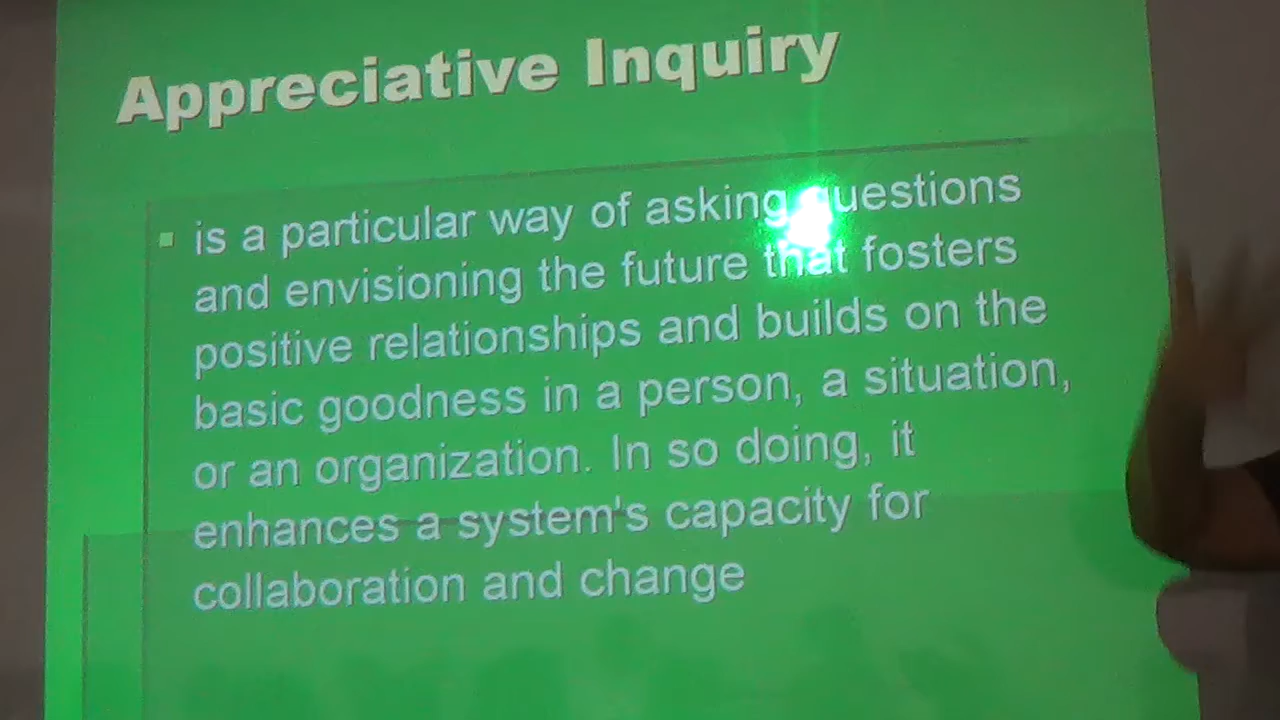 Appreciative Inquiry
is a particular way of asking questions
and envisioning the future that fosters
positive relationships and builds on the
basic goodness in a person, a situation,
or an organization. In so doing, it
enhances a system's capacity for
collaboration and change